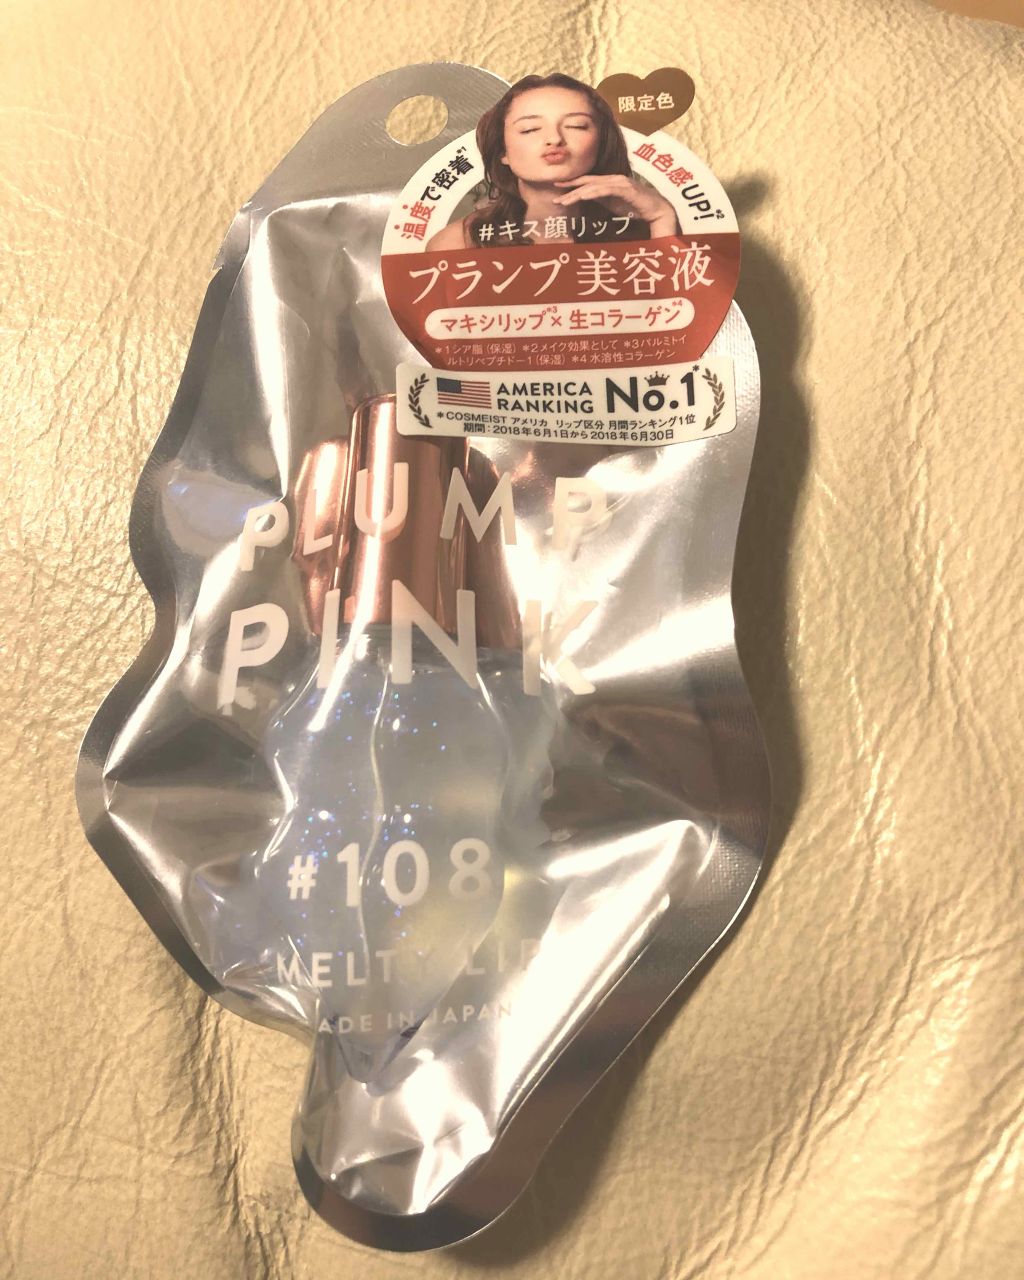 限定色
温度で密着*1
血色感UP!*2
#キス顔リップ
プランプ美容液
マキシリップ*3×生コラーゲン*4
*1シア脂(保湿) *2メイク効果として *3パルミトイ
ルトリペプチドー1(保湿) *4水溶性コラーゲン
AMERICA
RANKING
No.1*
*COSMEIST アメリカ リップ区分 月間ランキング1位
期間:2018年6月1日から2018年6月30日
PLUMP
PINK
#108
MELTY LIP
ADE IN JAPAN